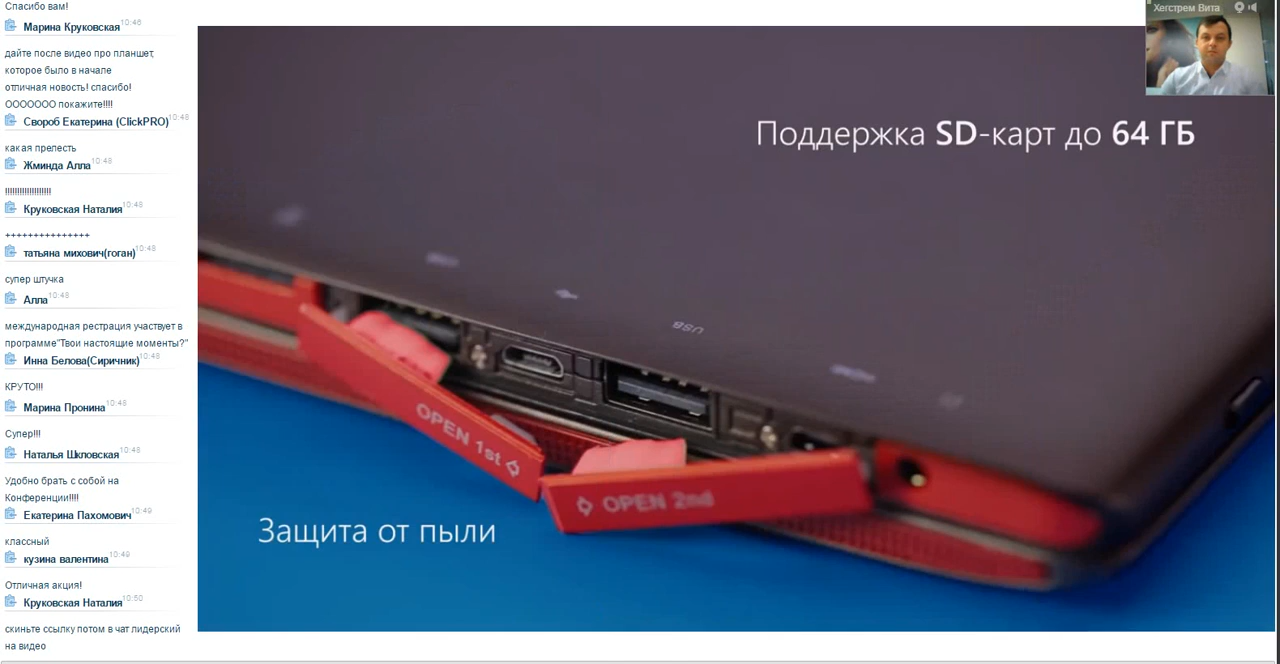 Спасибо вам!
Марина Круковская 10:46
дайте после видео про планшет,
которое было в начале
отличная новость! спасибо!
ООООООО покажите!!!!
Свороб Екатерина (ClickPRO) 10:48
какая прелесть
Жминда Алла 10:48
!!!!!!!!!!!!!!!!!!!
Круковская Наталия 10:48
+++++++++++++++
татьяна михович(гоган) 10:48
супер штучка
Алла 10:48
международная рестрация участвует в
программе"Твои настоящие моменты?"
Инна Белова(Сиричник) 10:48
КРУТО!!!
Марина Пронина 10:48
Супер!!!
Наталья Шкловская 10:48
Удобно брать с собой на
Конференции!!!!
Екатерина Пахомович 10:49
классный
кузина валентина 10:49
Отличная акция!
Круковская Наталия 10:50
скиньте ссылку потом в чат лидерский
на видео
Хегстрем Вита
Поддержка SD-карт до 64 ГБ
USB
OPEN 1st
OPEN 2nd
Защита от пыли